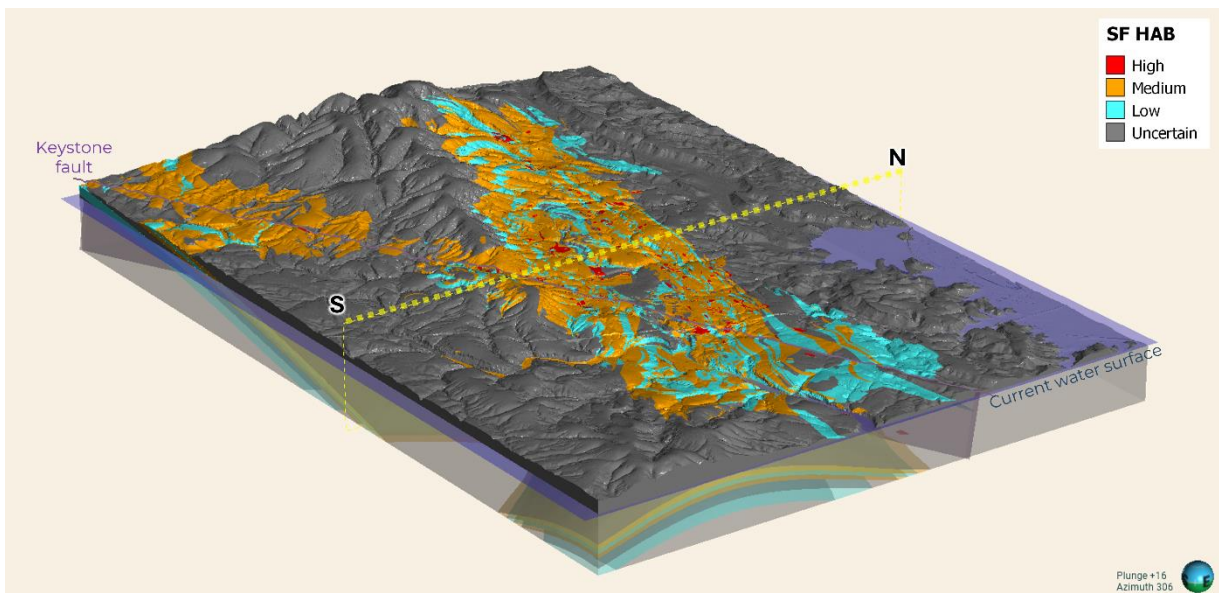 SF HAB
High
Medium
Low
Uncertain
Keystone
fault
N
S
Current water surface
Plunge +16
Azimuth 306
E